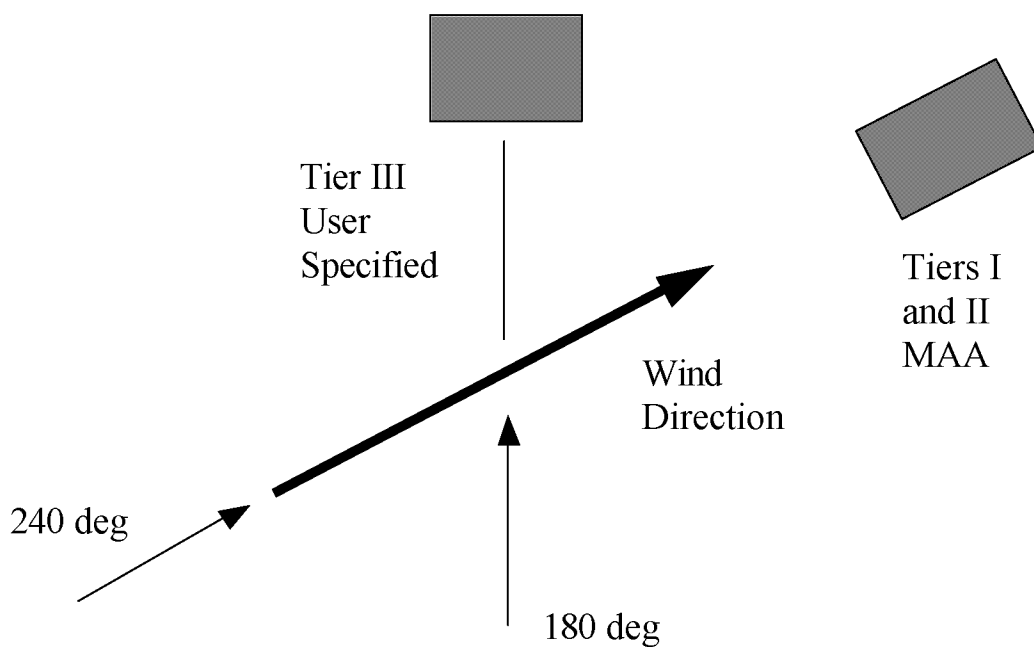 Tier III
User
Specified
Tiers I
and II
MAA
Wind
Direction
240 deg
180 deg